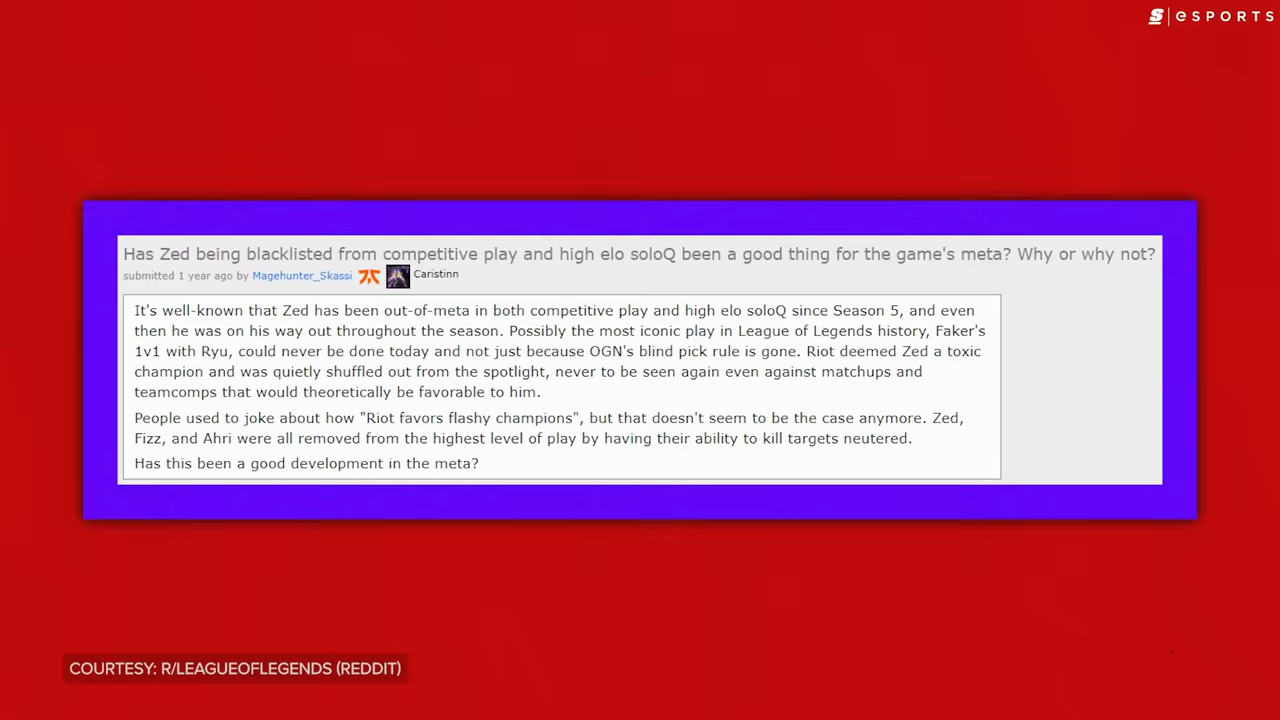 S | eSPORTS
Has Zed being blacklisted from competitive play and high elo soloQ been a good thing for the game's meta? Why or why not?
submitted 1 year ago by Magehunter_Skassi Caristinn
It's well-known that Zed has been out-of-meta in both competitive play and high elo soloQ since Season 5, and even
then he was on his way out throughout the season. Possibly the most iconic play in League of Legends history, Faker's
1v1 with Ryu, could never be done today and not just because OGN's blind pick rule is gone. Riot deemed Zed a toxic
champion and was quietly shuffled out from the spotlight, never to be seen again even against matchups and
teamcomps that would theoretically be favorable to him.
People used to joke about how "Riot favors flashy champions", but that doesn't seem to be the case anymore. Zed,
Fizz, and Ahri were all removed from the highest level of play by having their ability to kill targets neutered.
Has this been a good development in the meta?
COURTESY: R/LEAGUEOFLEGENDS (REDDIT)